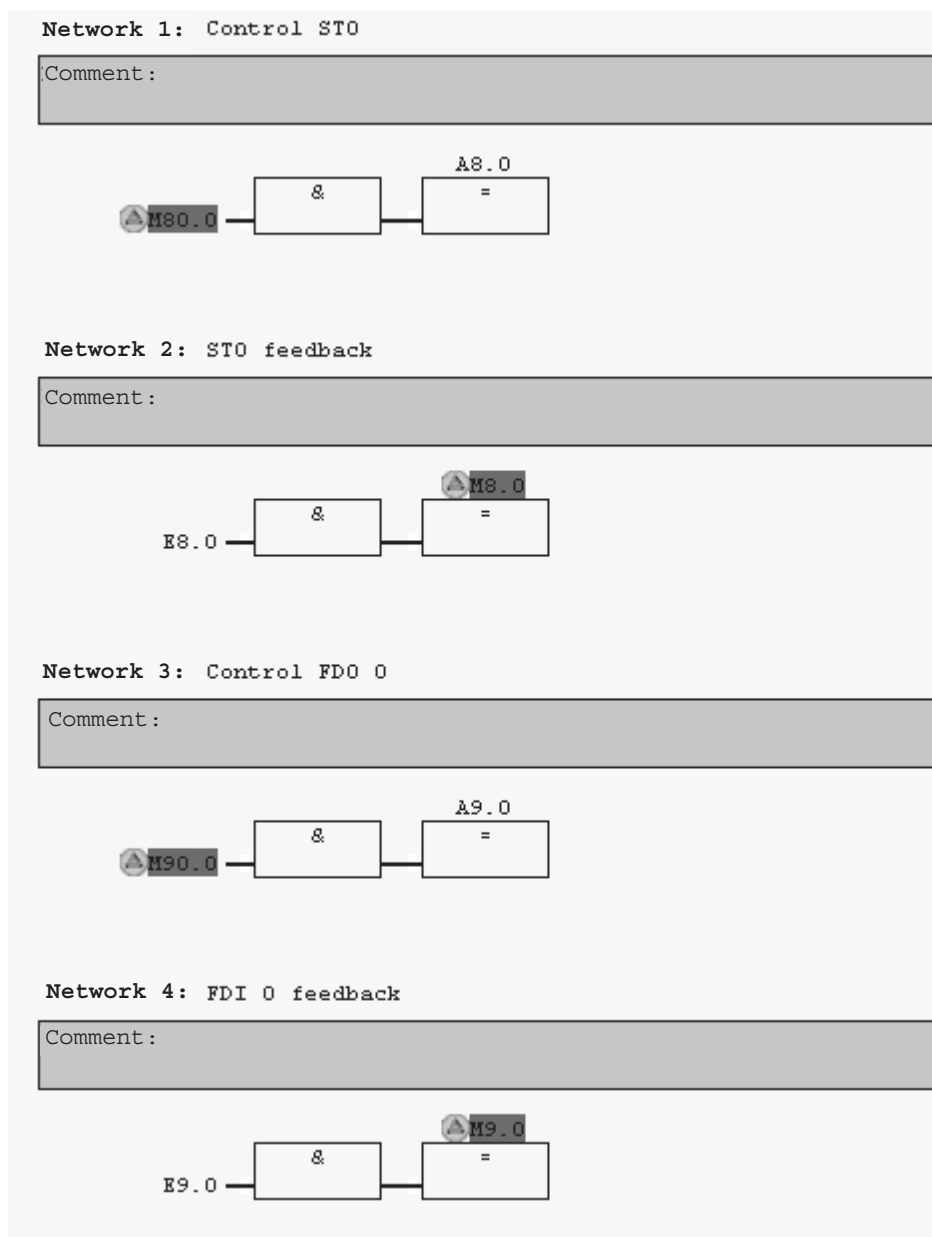 Network 1: Control STO
Comment:
A8.0
& =
M80.0
Network 2: STO feedback
Comment:
M8.0
& =
E8.0
Network 3: Control FDO 0
Comment:
A9.0
& =
M90.0
Network 4: FDI 0 feedback
Comment:
M9.0
& =
E9.0